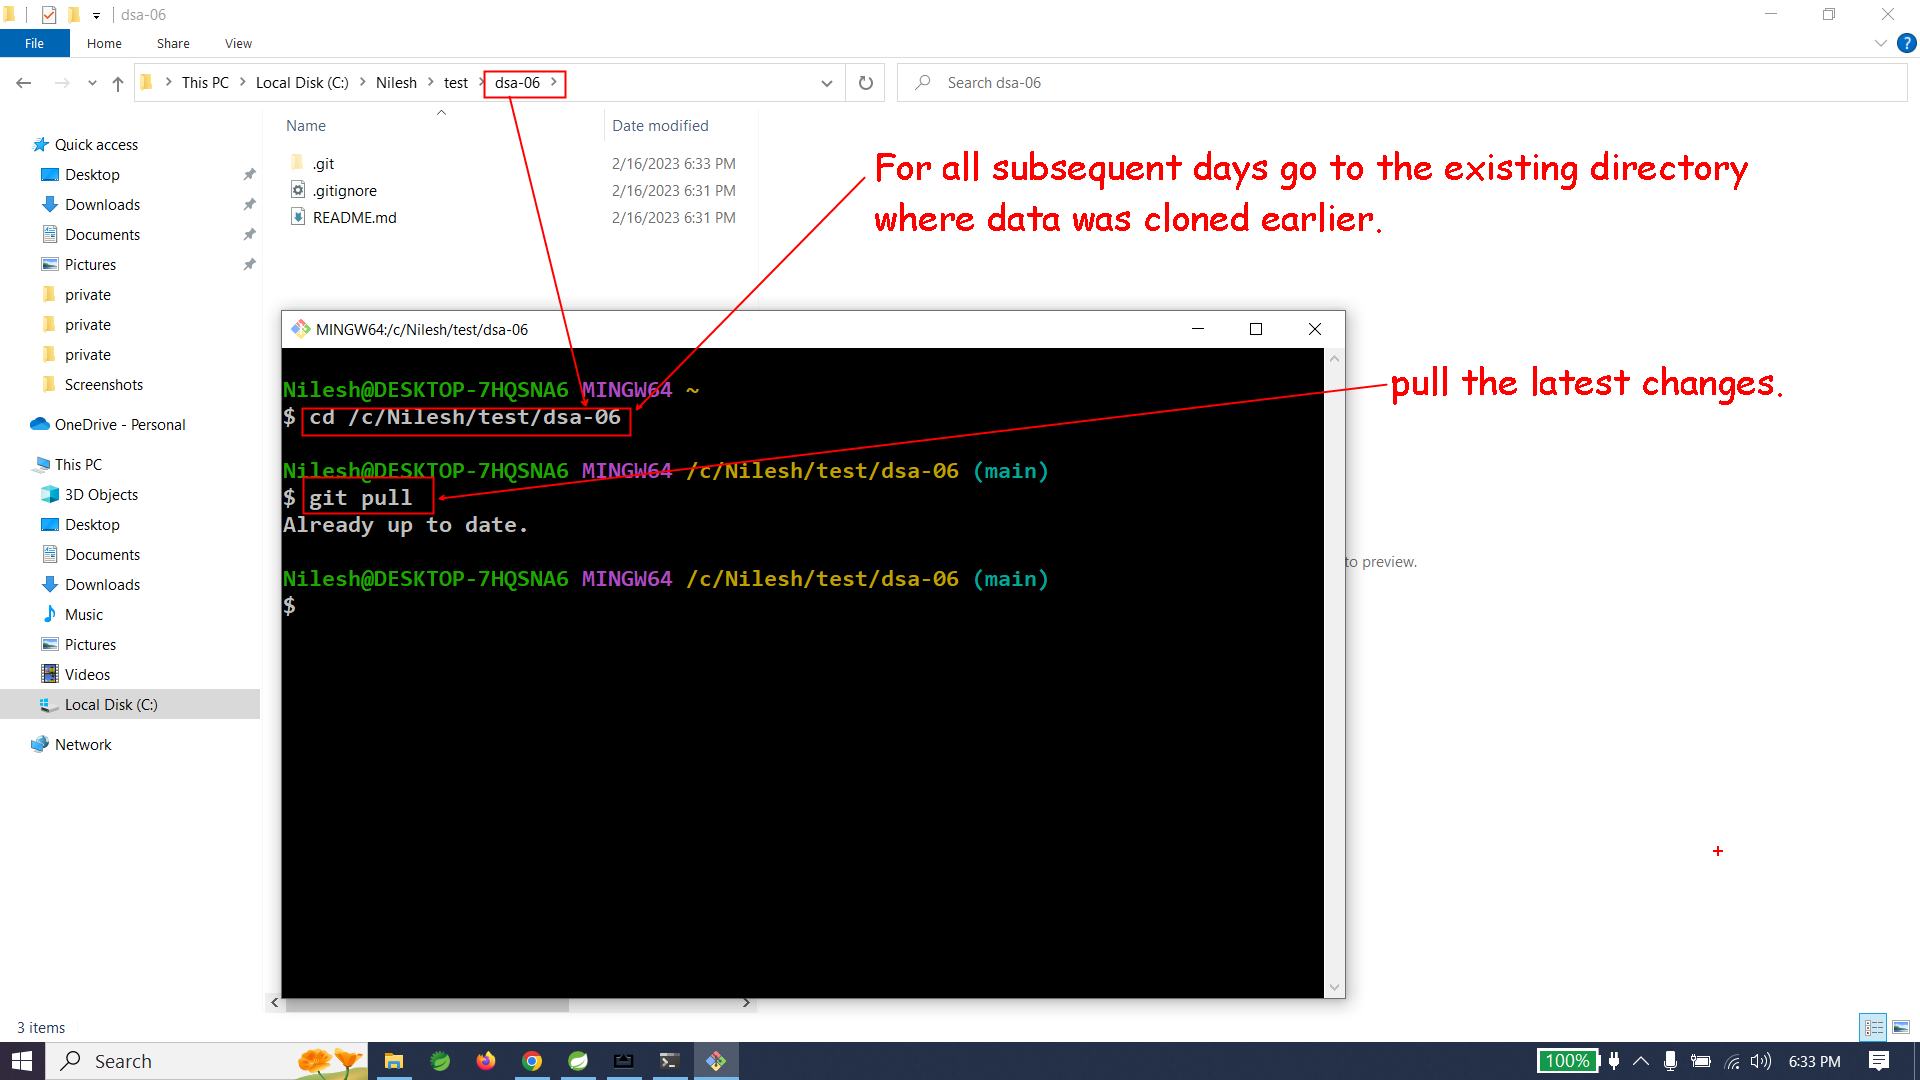 dsa-06
File Home Share View
This PC Local Disk (C:) Nilesh test dsa-06 Search dsa-06
Name Date modified
.git 2/16/2023 6:33 PM
.gitignore 2/16/2023 6:31 PM
README.md 2/16/2023 6:31 PM
Quick access
Desktop
Downloads
Documents
Pictures
private
private
private
Screenshots
OneDrive - Personal
This PC
3D Objects
Desktop
Documents
Downloads
Music
Pictures
Videos
Local Disk (C:)
Network
For all subsequent days go to the existing directory
where data was cloned earlier.
MINGW64:/c/Nilesh/test/dsa-06
Nilesh@DESKTOP-7HQSNA6 MINGW64 ~
$ cd /c/Nilesh/test/dsa-06
Nilesh@DESKTOP-7HQSNA6 MINGW64 /c/Nilesh/test/dsa-06 (main)
$ git pull
Already up to date.
Nilesh@DESKTOP-7HQSNA6 MINGW64 /c/Nilesh/test/dsa-06 (main)
$
pull the latest changes.
to preview.
3 items
Search
100% 6:33 PM